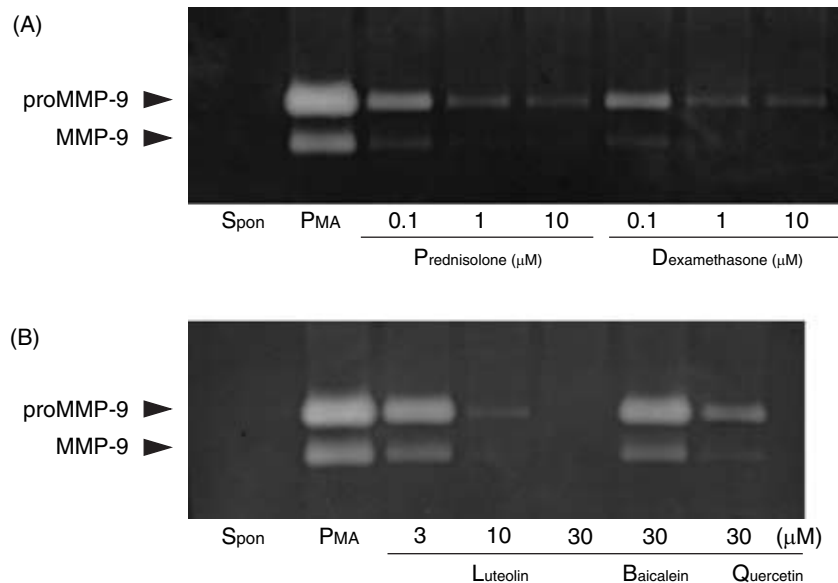 (A)
proMMP-9
MMP-9
Spon PMA 0.1 1 10 0.1 1 10
Prednisolone (μM) Dexamethasone (μM)
(B)
proMMP-9
MMP-9
Spon PMA 3 10 30 30 30 (μM)
Luteolin Baicalein Quercetin